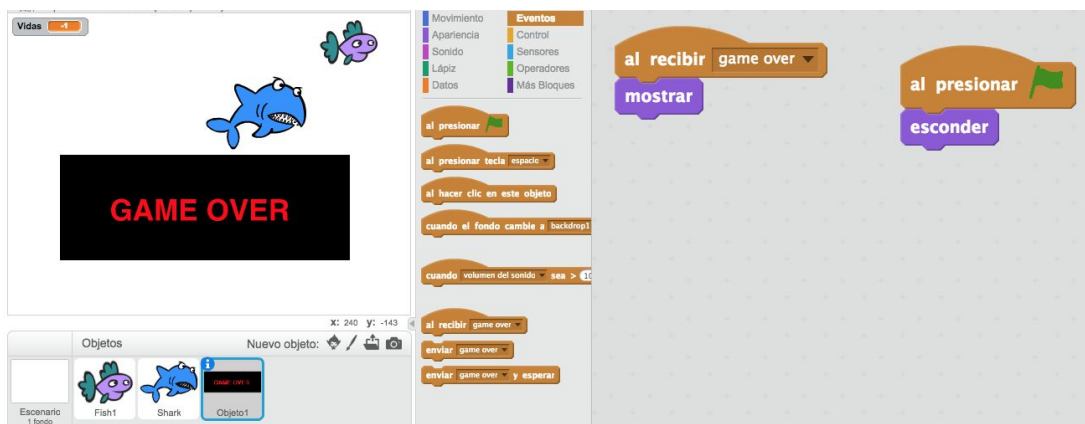 Vidas -1
GAME OVER
X: 240 y: -143
Objetos
Nuevo objeto:
Escenario
1 fondo
Fish1
Shark
GAME OVER
Objeto1
Movimiento
Eventos
Apariencia
Control
Sonido
Sensores
Lápiz
Operadores
Datos
Más Bloques
al presionar
al presionar tecla espacio
al hacer clic en este objeto
cuando el fondo cambie a backdrop1
cuando volumen del sonido sea > 10
al recibir game over
enviar game over
enviar game over y esperar
al recibir game over
mostrar
al presionar
esconder